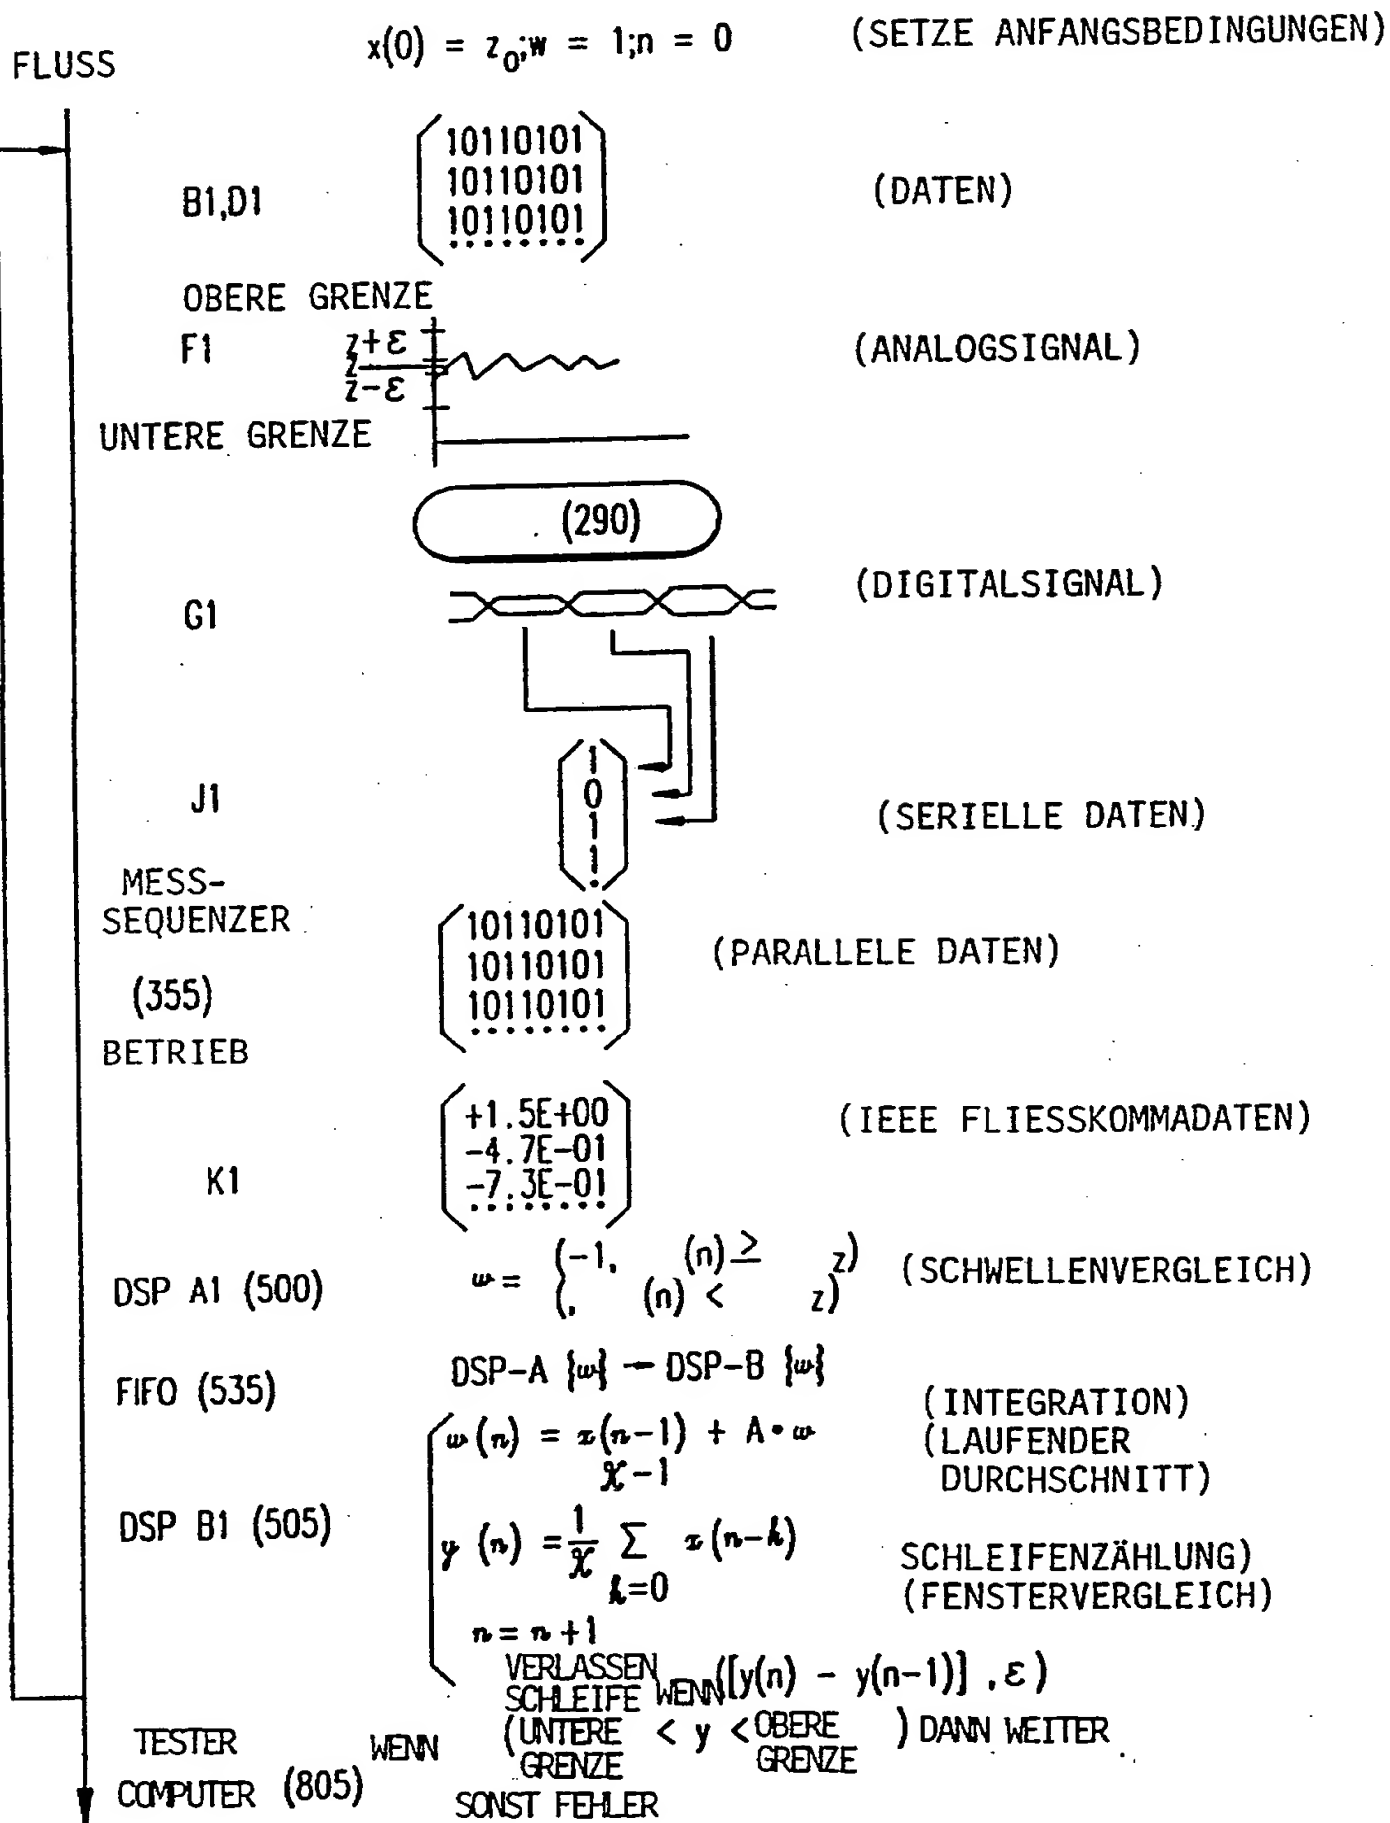 x(0) = z₀;w = 1;n = 0 (SETZE ANFANGSBEDINGUNGEN)
FLUSS
B1,D1
10110101
10110101
10110101
........
(DATEN)
OBERE GRENZE
F1
z+ε
z
z−ε
(ANALOGSIGNAL)
UNTERE GRENZE
(290)
G1
(DIGITALSIGNAL)
J1
1
0
1
1
.
(SERIELLE DATEN)
MESS-
SEQUENZER
(355)
BETRIEB
10110101
10110101
10110101
........
(PARALLELE DATEN)
K1
+1.5E+00
-4.7E-01
-7.3E-01
........
(IEEE FLIESSKOMMADATEN)
DSP A1 (500)
w = {-1, (n) ≥ z)
{, (n) < z)
(SCHWELLENVERGLEICH)
FIFO (535)
DSP-A {w} – DSP-B {w}
DSP B1 (505)
w(n) = x(n-1) + A•w
(INTEGRATION)
(LAUFENDER
DURCHSCHNITT)
K-1
y (n) = 1/K Σ x(n-k)
k=0
SCHLEIFENZÄHLUNG)
(FENSTERVERGLEICH)
n = n+1
VERLASSEN
SCHLEIFE WENN([y(n) − y(n−1)] , ε)
TESTER
COMPUTER (805)
WENN (UNTERE GRENZE < y < OBERE GRENZE) DANN WEITER
SONST FEHLER